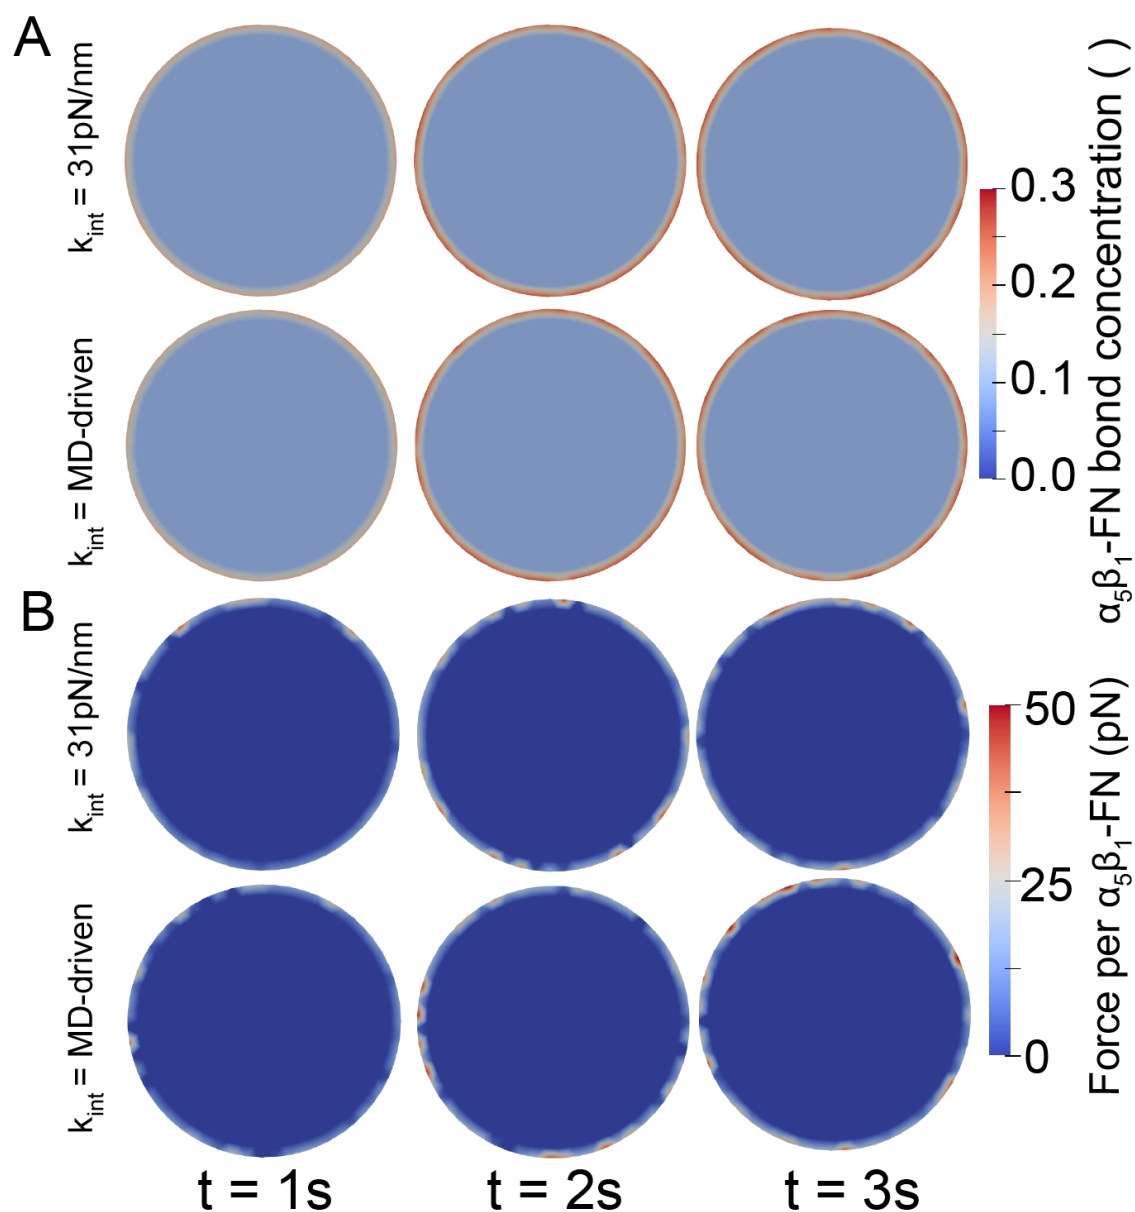 A
k_int = 31pN/nm
k_int = MD-driven
0.3
0.2
0.1
0.0
α₅β₁-FN bond concentration ( )
B
k_int = 31pN/nm
k_int = MD-driven
50
25
0
Force per α₅β₁-FN (pN)
t = 1s
t = 2s
t = 3s